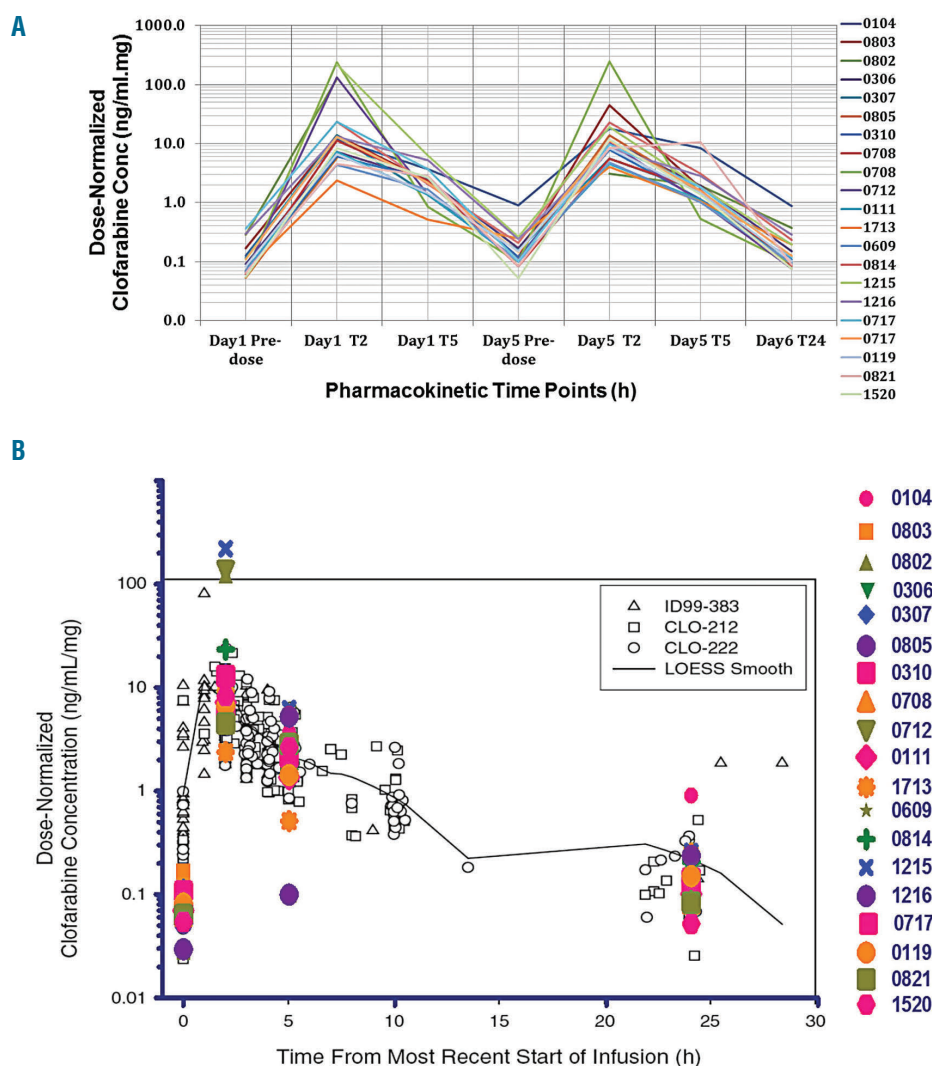 A
Dose-Normalized
Clofarabine Conc (ng/ml.mg)
1000.0
100.0
10.0
1.0
0.1
0.0
Day1 Pre-
dose
Day1 T2
Day1 T5
Day5 Pre-
dose
Day5 T2
Day5 T5
Day6 T24
Pharmacokinetic Time Points (h)
0104
0803
0802
0306
0307
0805
0310
0708
0708
0712
0111
1713
0609
0814
1215
1216
0717
0717
0119
0821
1520
B
Dose-Normalized
Clofarabine Concentration (ng/mL/mg)
100
10
1
0.1
0.01
0
5
10
15
20
25
30
Time From Most Recent Start of Infusion (h)
ID99-383
CLO-212
CLO-222
LOESS Smooth
0104
0803
0802
0306
0307
0805
0310
0708
0712
0111
1713
0609
0814
1215
1216
0717
0119
0821
1520